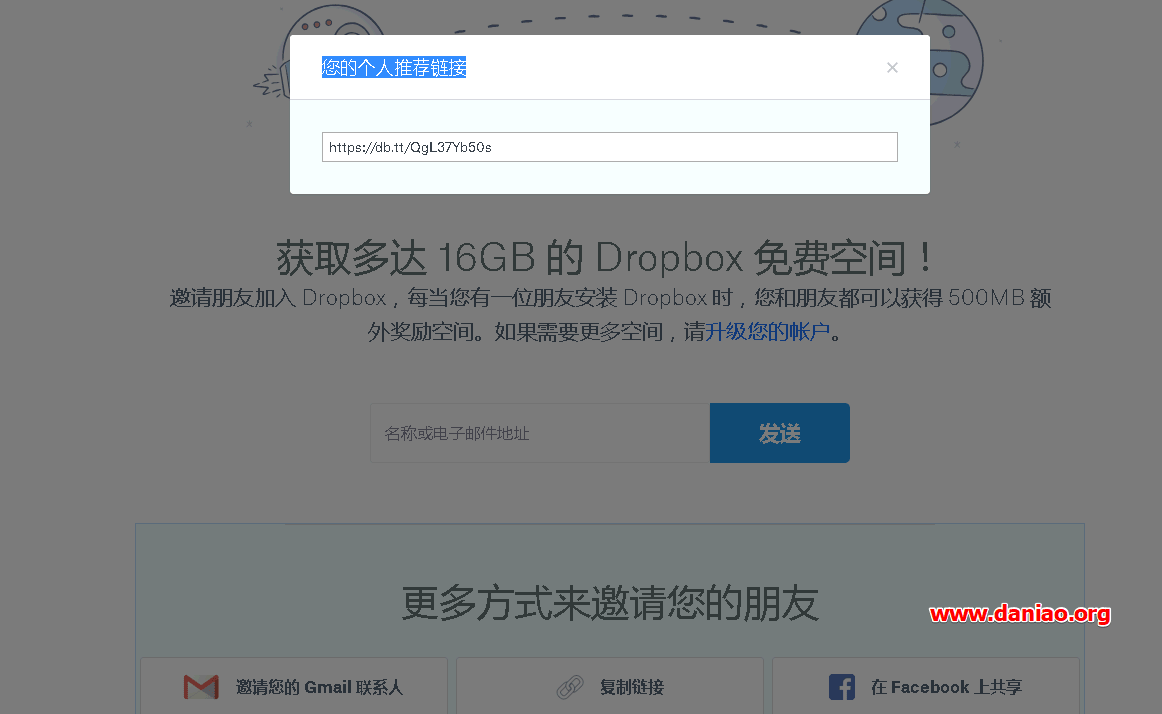 您的个人推荐链接
×
https://db.tt/QgL37Yb50s
获取多达 16GB 的 Dropbox 免费空间！
邀请朋友加入 Dropbox，每当您有一位朋友安装 Dropbox 时，您和朋友都可以获得 500MB 额
外奖励空间。如果需要更多空间，请升级您的帐户。
名称或电子邮件地址
发送
更多方式来邀请您的朋友
www.daniao.org
邀请您的 Gmail 联系人
复制链接
在 Facebook 上共享